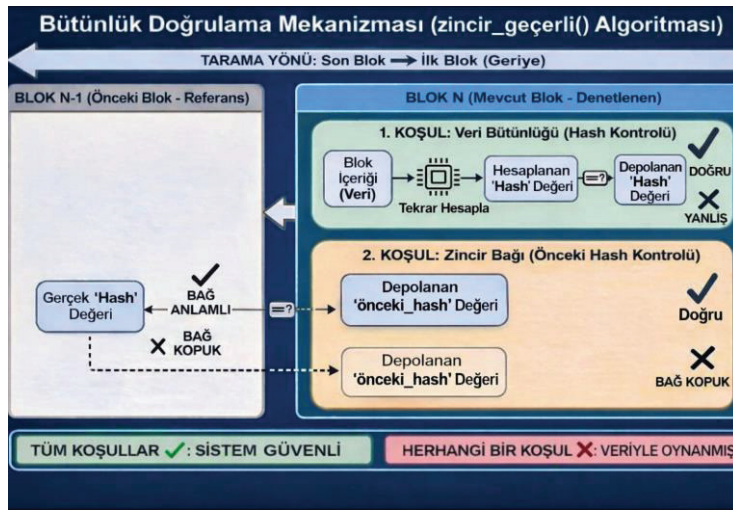 Bütünlük Doğrulama Mekanizması (zincir_geçerli() Algoritması)
TARAMA YÖNÜ: Son Blok → İlk Blok (Geriye)
BLOK N-1 (Önceki Blok - Referans)
Gerçek 'Hash'
Değeri
BAĞ
ANLAMLI
BAĞ
KOPUK
==?
BLOK N (Mevcut Blok - Denetlenen)
1. KOŞUL: Veri Bütünlüğü (Hash Kontrolü)
Blok
İçeriği
(Veri)
Tekrar Hesapla
Hesaplanan
'Hash' Değeri
==?
Depolanan
'Hash'
Değeri
DOĞRU
YANLİŞ
2. KOŞUL: Zincir Bağı (Önceki Hash Kontrolü)
Depolanan
'önceki_hash' Değeri
Doğru
Depolanan
'önceki_hash' Değeri
BAĞ KOPUK
TÜM KOŞULLAR ✓: SİSTEM GÜVENLİ
HERHANGİ BİR KOŞUL ✗: VERİYLE OYNANMIŞ